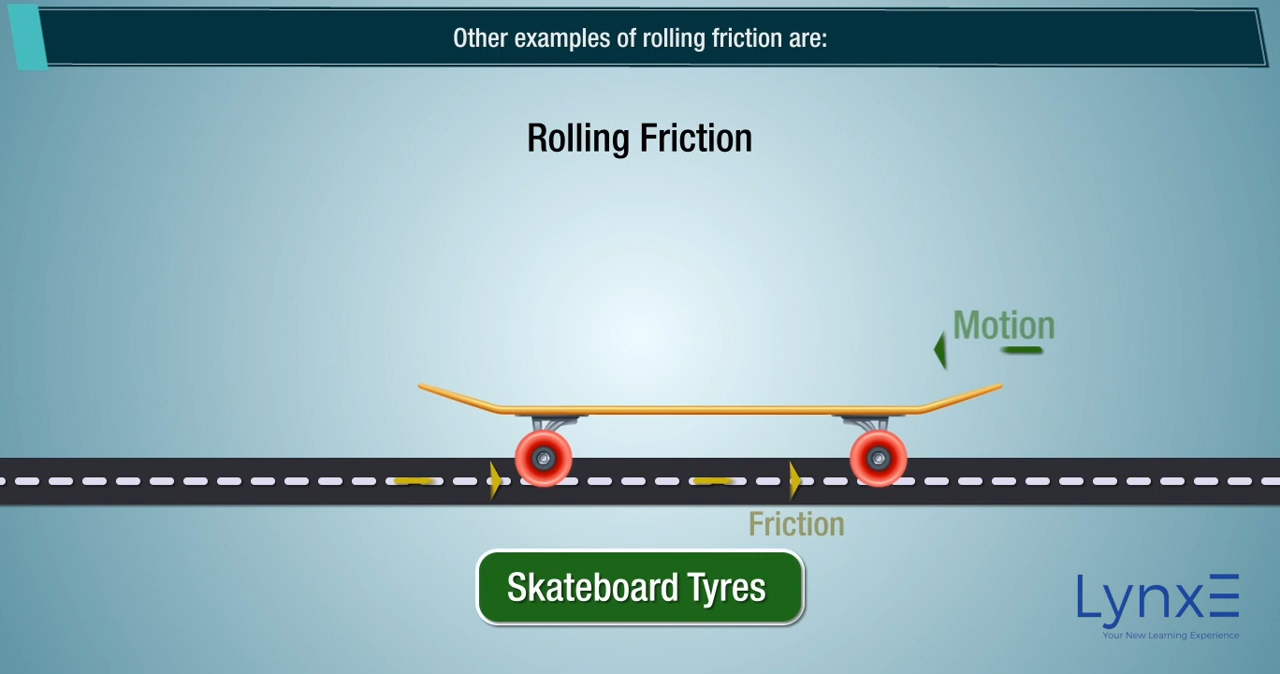 Other examples of rolling friction are:
Rolling Friction
Motion
Friction
Skateboard Tyres
LynxE
Your New Learning Experience